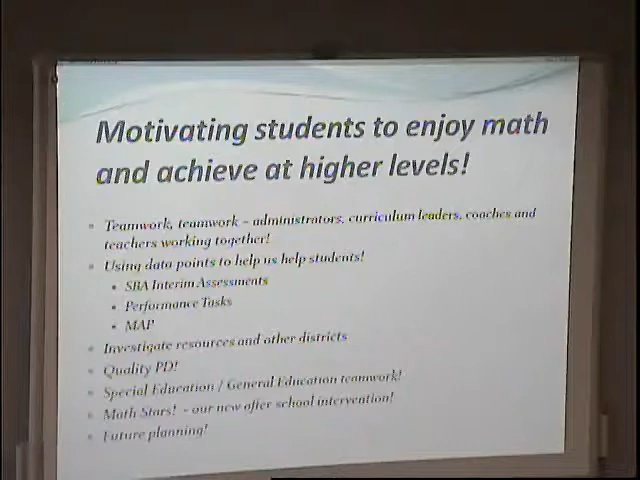 Motivating students to enjoy math
and achieve at higher levels!
Teamwork, teamwork – administrators, curriculum leaders, coaches and
teachers working together!
Using data points to help us help students!
SBA Interim Assessments
Performance Tasks
MAP
Investigate resources and other districts
Quality PD!
Special Education / General Education teamwork!
Math Stars! - our new after school intervention!
Future planning!